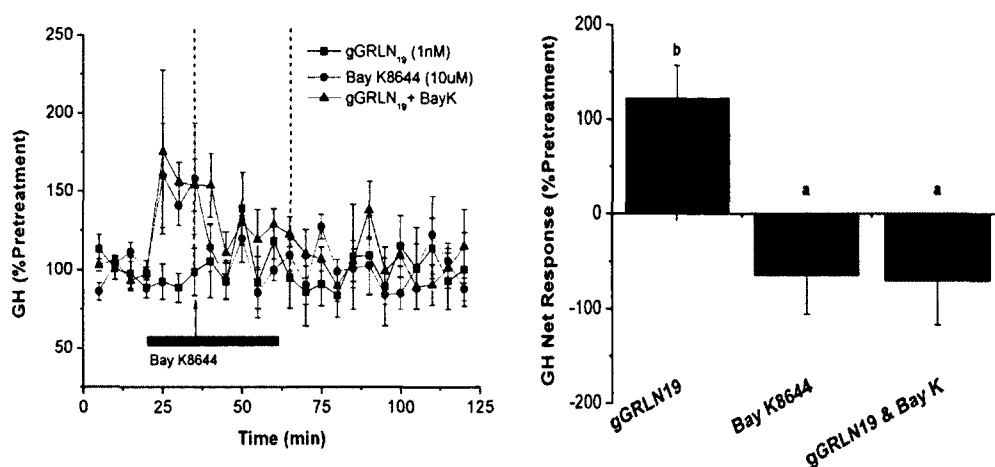 GH (%Pretreatment)
250
200
150
100
50
gGRLN₁₉ (1nM)
Bay K8644 (10uM)
gGRLN₁₉+ BayK
Bay K8644
0
25
50
75
100
125
Time (min)
GH Net Response (%Pretreatment)
200
100
0
-100
-200
b
a
a
gGRLN19
Bay K8644
gGRLN19 & Bay K